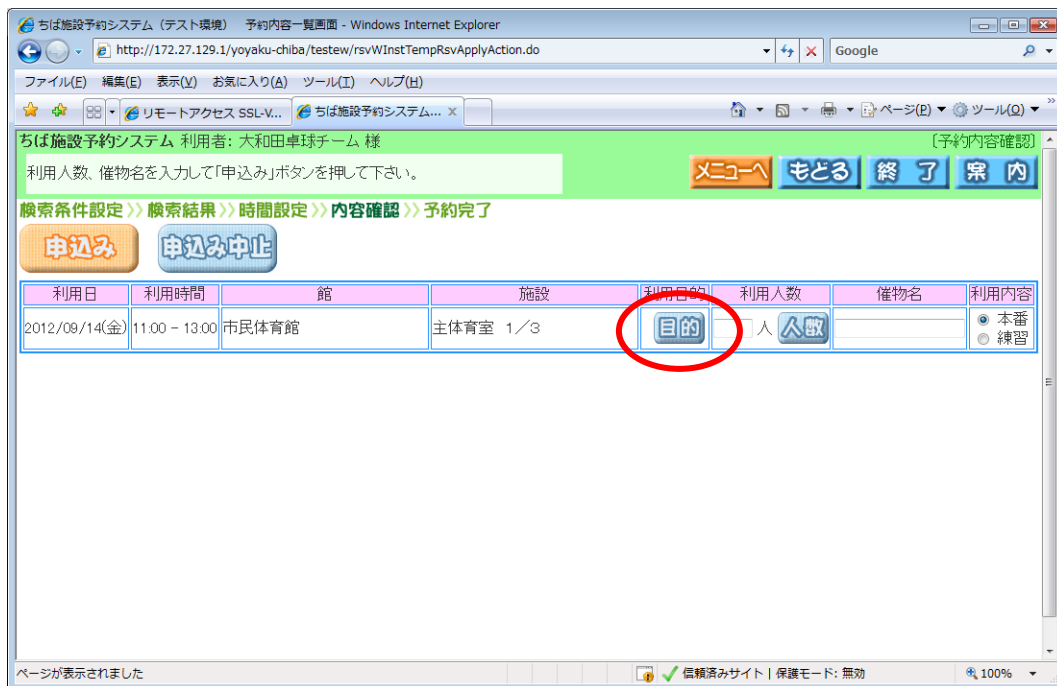 ちば施設予約システム（テスト環境） 予約内容一覧画面 - Windows Internet Explorer
http://172.27.129.1/yoyaku-chiba/testew/rsvWInstTempRsvApplyAction.do
Google
ファイル(F) 編集(E) 表示(V) お気に入り(A) ツール(T) ヘルプ(H)
リモートアクセス SSL-V... ちば施設予約システム... X ページ(P) ツール(O)
ちば施設予約システム 利用者: 大和田卓球チーム 様 [予約内容確認]
利用人数、催物名を入力して「申込み」ボタンを押して下さい。 メニューへ もどる 終 了 案 内
検索条件設定>>検索結果>>時間設定>>内容確認>>予約完了
申込み 申込み中止
利用日 利用時間 館 施設 利用目的 利用人数 催物名 利用内容
2012/09/14(金) 11:00 - 13:00 市民体育館 主体育室 1／3 目的 人 人数 本番
練習
ページが表示されました 信頼済みサイト | 保護モード: 無効 100%